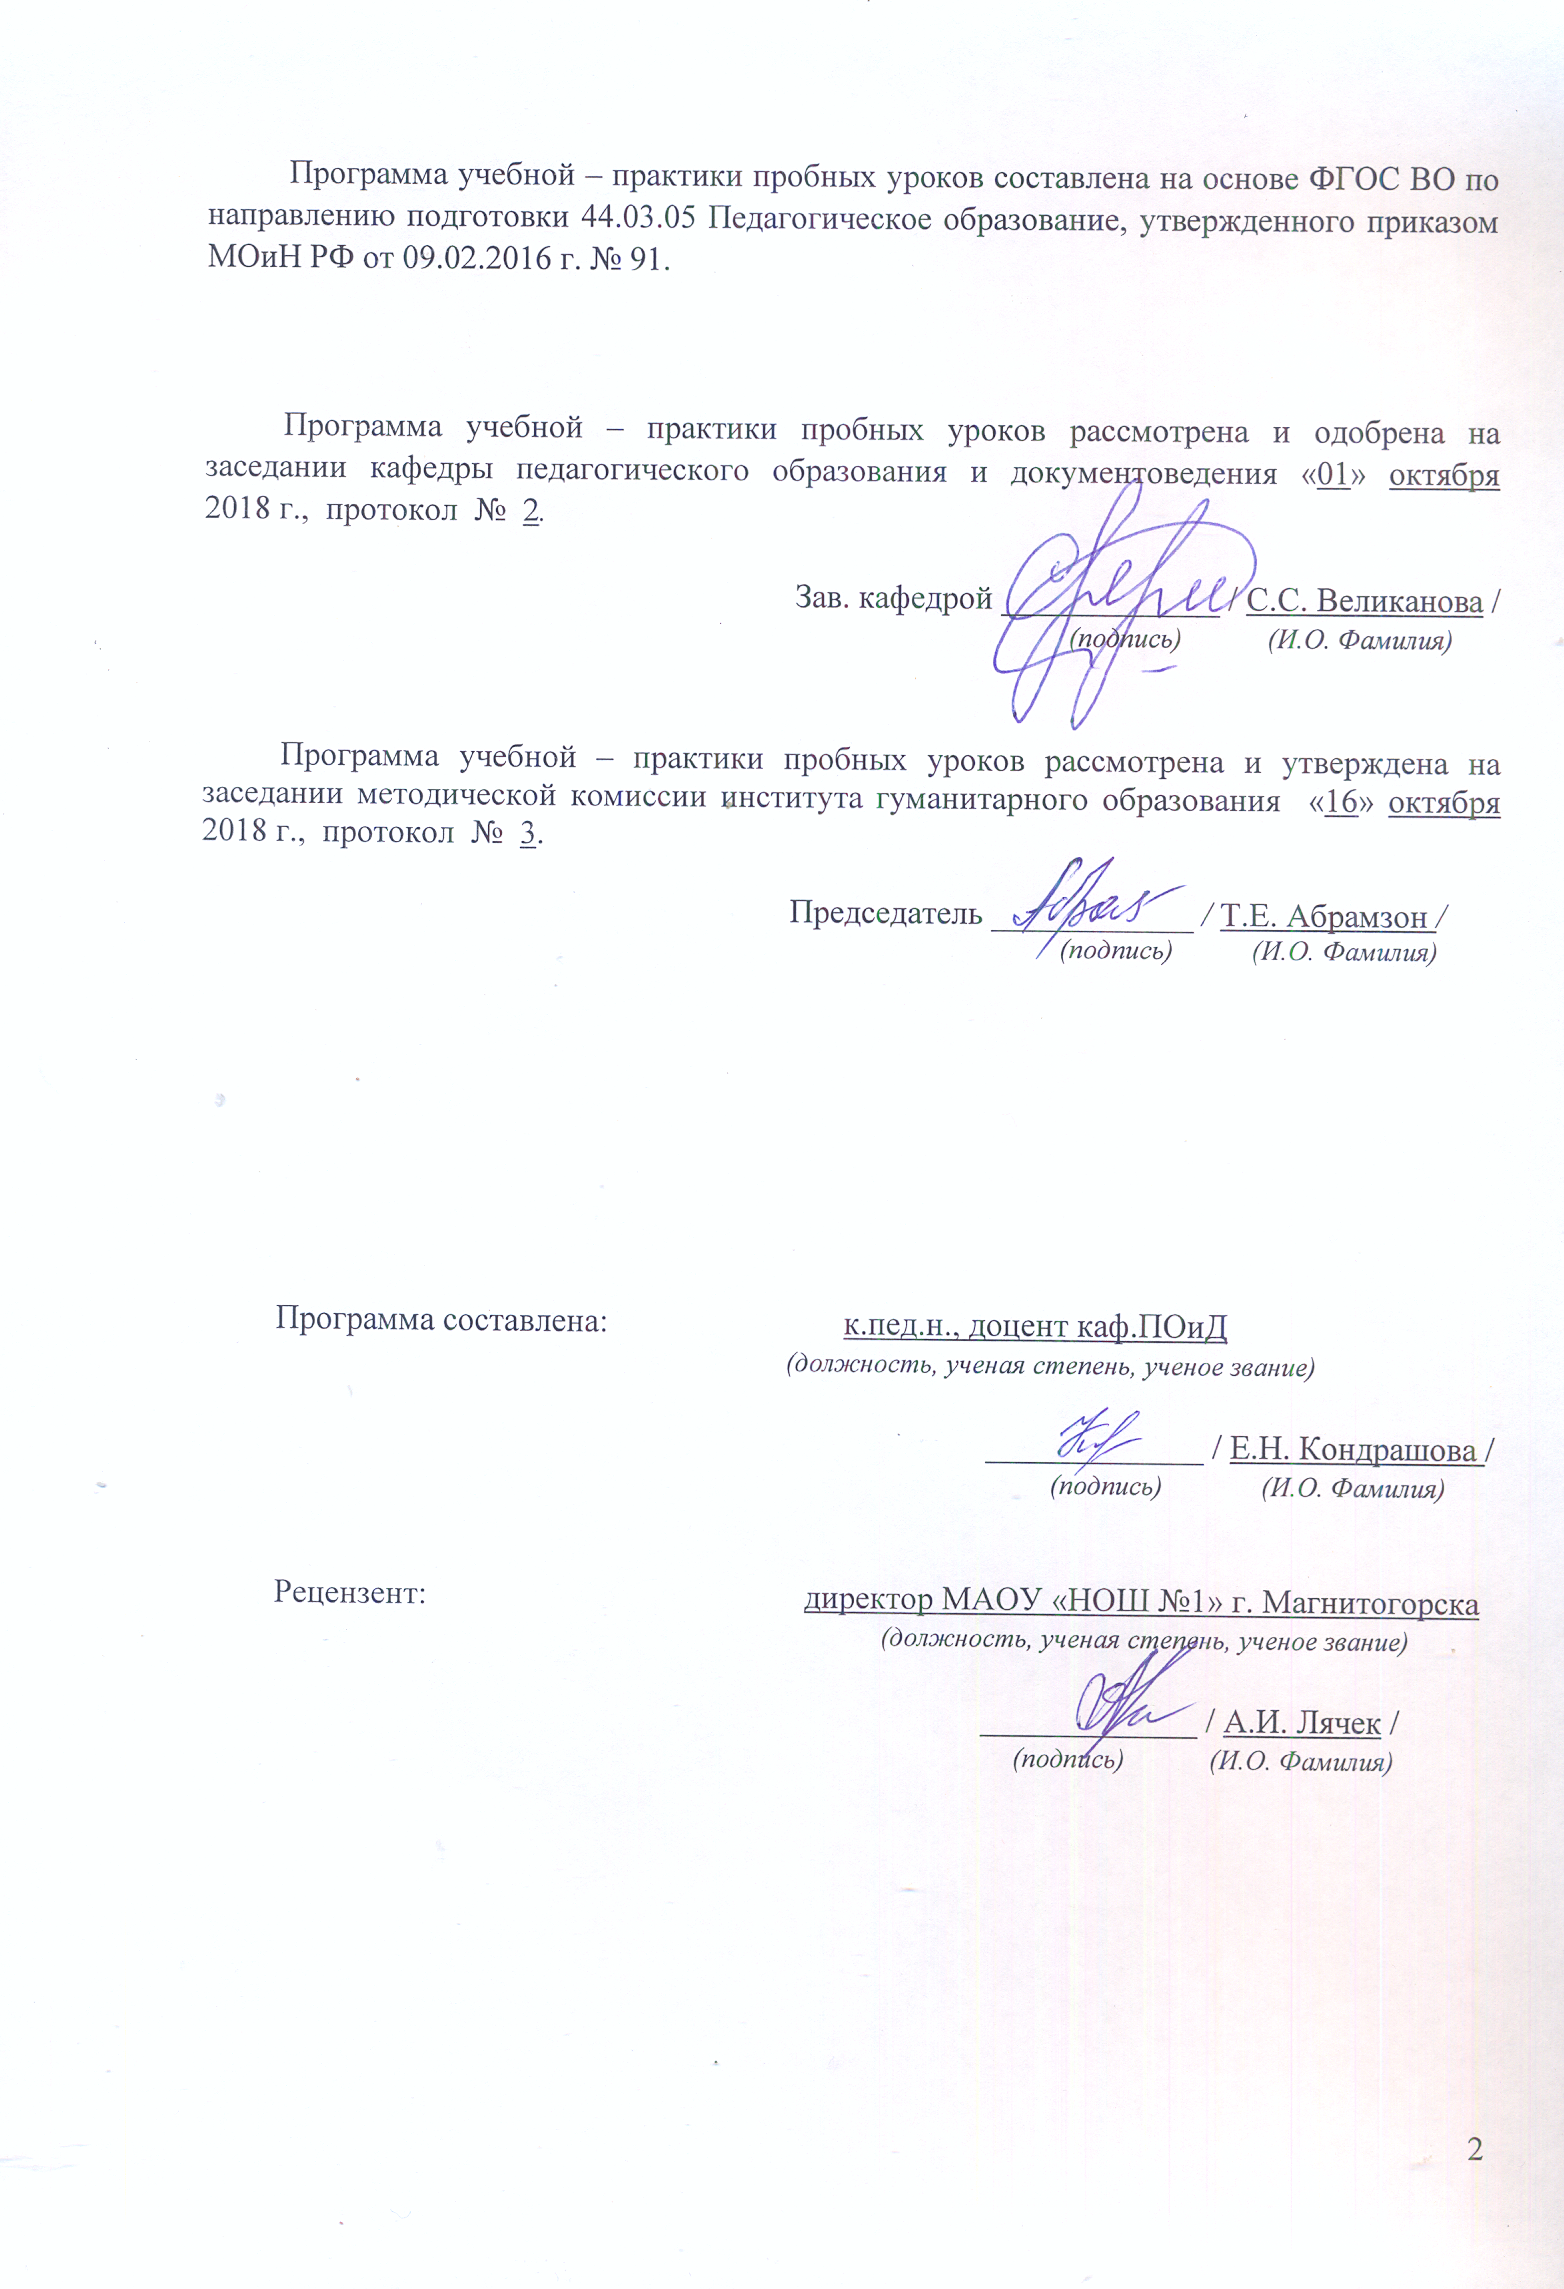 Программа учебной – практики пробных уроков составлена на основе ФГОС ВО по
направлению подготовки 44.03.05 Педагогическое образование, утвержденного приказом
МОиН РФ от 09.02.2016 г. № 91.
Программа учебной – практики пробных уроков рассмотрена и одобрена на
заседании кафедры педагогического образования и документоведения «01» октября
2018 г., протокол № 2.
Зав. кафедрой _____________ / С.С. Великанова /
(подпись) (И.О. Фамилия)
Программа учебной – практики пробных уроков рассмотрена и утверждена на
заседании методической комиссии института гуманитарного образования «16» октября
2018 г., протокол № 3.
Председатель ____________ / Т.Е. Абрамзон /
(подпись) (И.О. Фамилия)
Программа составлена: к.пед.н., доцент каф.ПОиД
(должность, ученая степень, ученое звание)
_____________ / Е.Н. Кондрашова /
(подпись) (И.О. Фамилия)
Рецензент: директор МАОУ «НОШ №1» г. Магнитогорска
(должность, ученая степень, ученое звание)
_____________ / А.И. Лячек /
(подпись) (И.О. Фамилия)
2